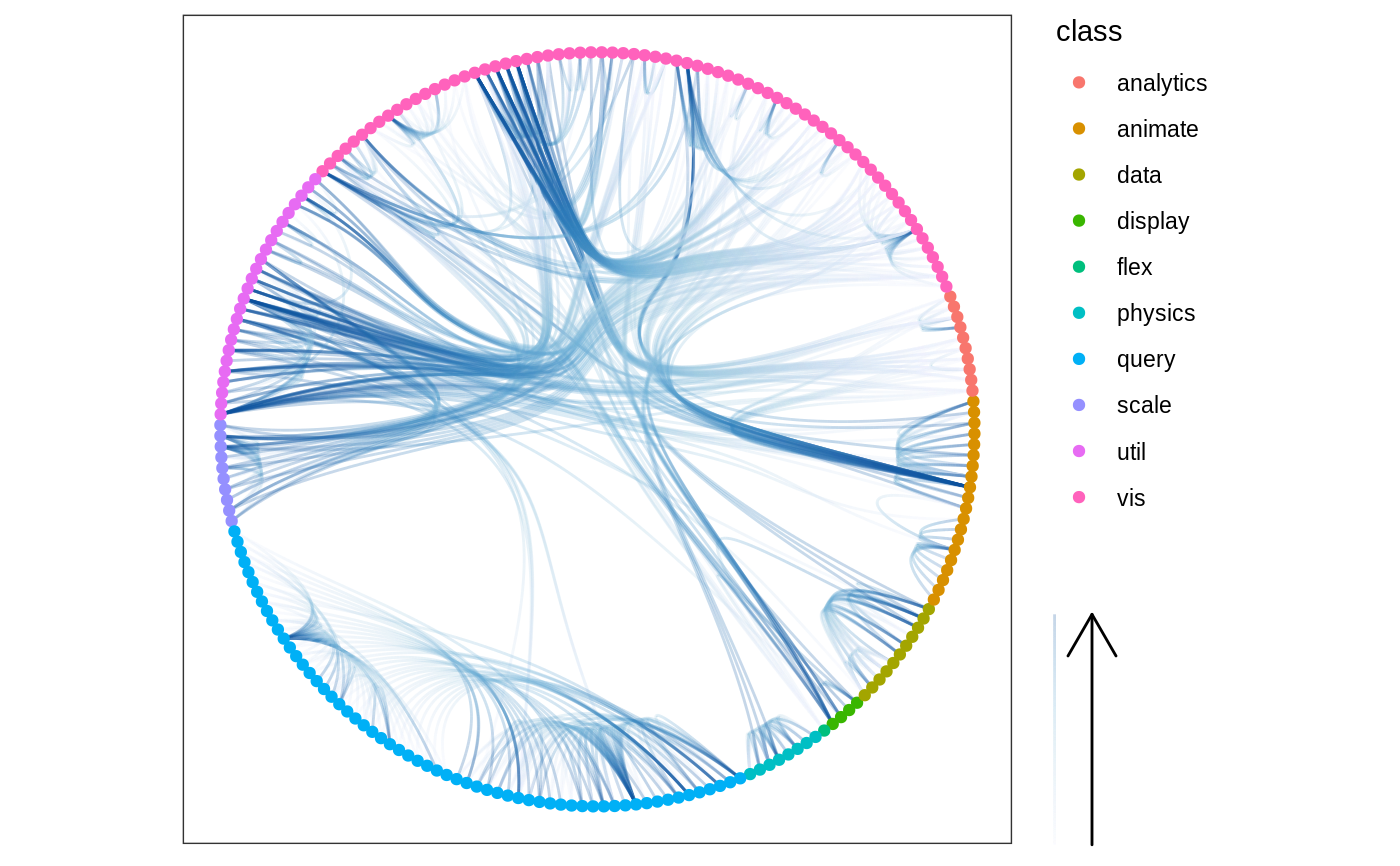 class
analytics
animate
data
display
flex
physics
query
scale
util
vis